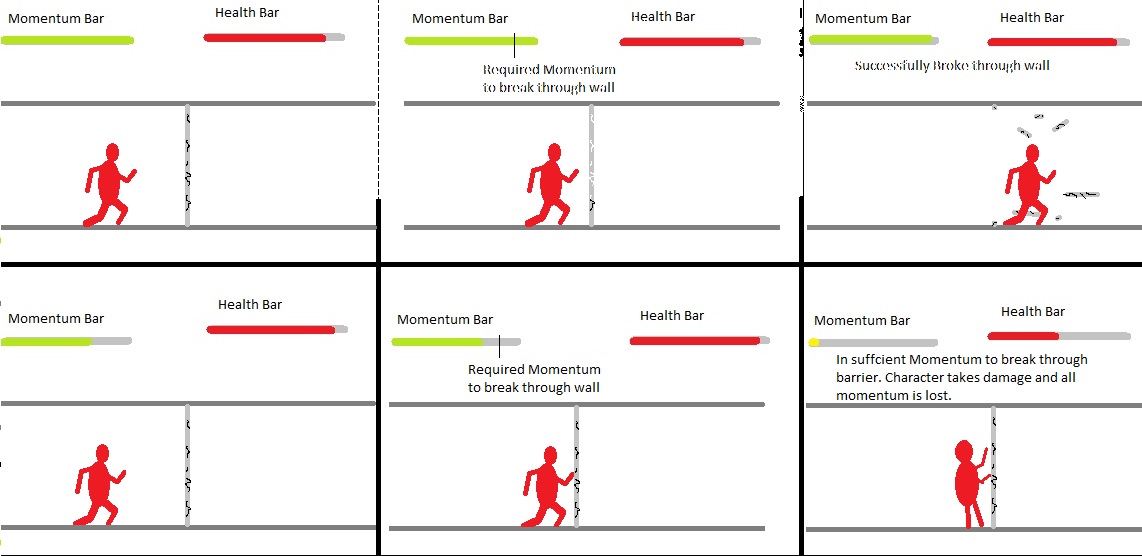 Momentum Bar
Health Bar
Momentum Bar
Health Bar
Required Momentum
to break through wall
Momentum Bar
Health Bar
Successfully Broke through wall
Momentum Bar
Health Bar
Momentum Bar
Health Bar
Required Momentum
to break through wall
Momentum Bar
Health Bar
In suffcient Momentum to break through
barrier. Character takes damage and all
momentum is lost.